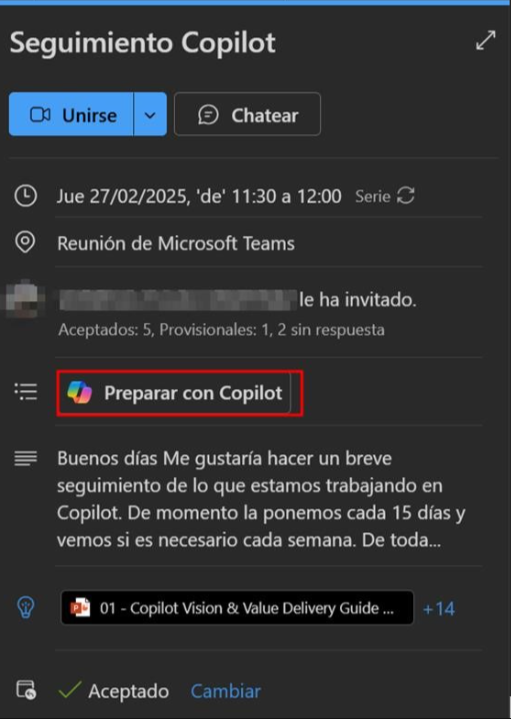 Seguimiento Copilot
Unirse
Chatear
Jue 27/02/2025, 'de' 11:30 a 12:00 Serie
Reunión de Microsoft Teams
le ha invitado.
Aceptados: 5, Provisionales: 1, 2 sin respuesta
Preparar con Copilot
Buenos días Me gustaría hacer un breve
seguimiento de lo que estamos trabajando en
Copilot. De momento la ponemos cada 15 días y
vemos si es necesario cada semana. De toda...
01 - Copilot Vision & Value Delivery Guide ... +14
Aceptado Cambiar